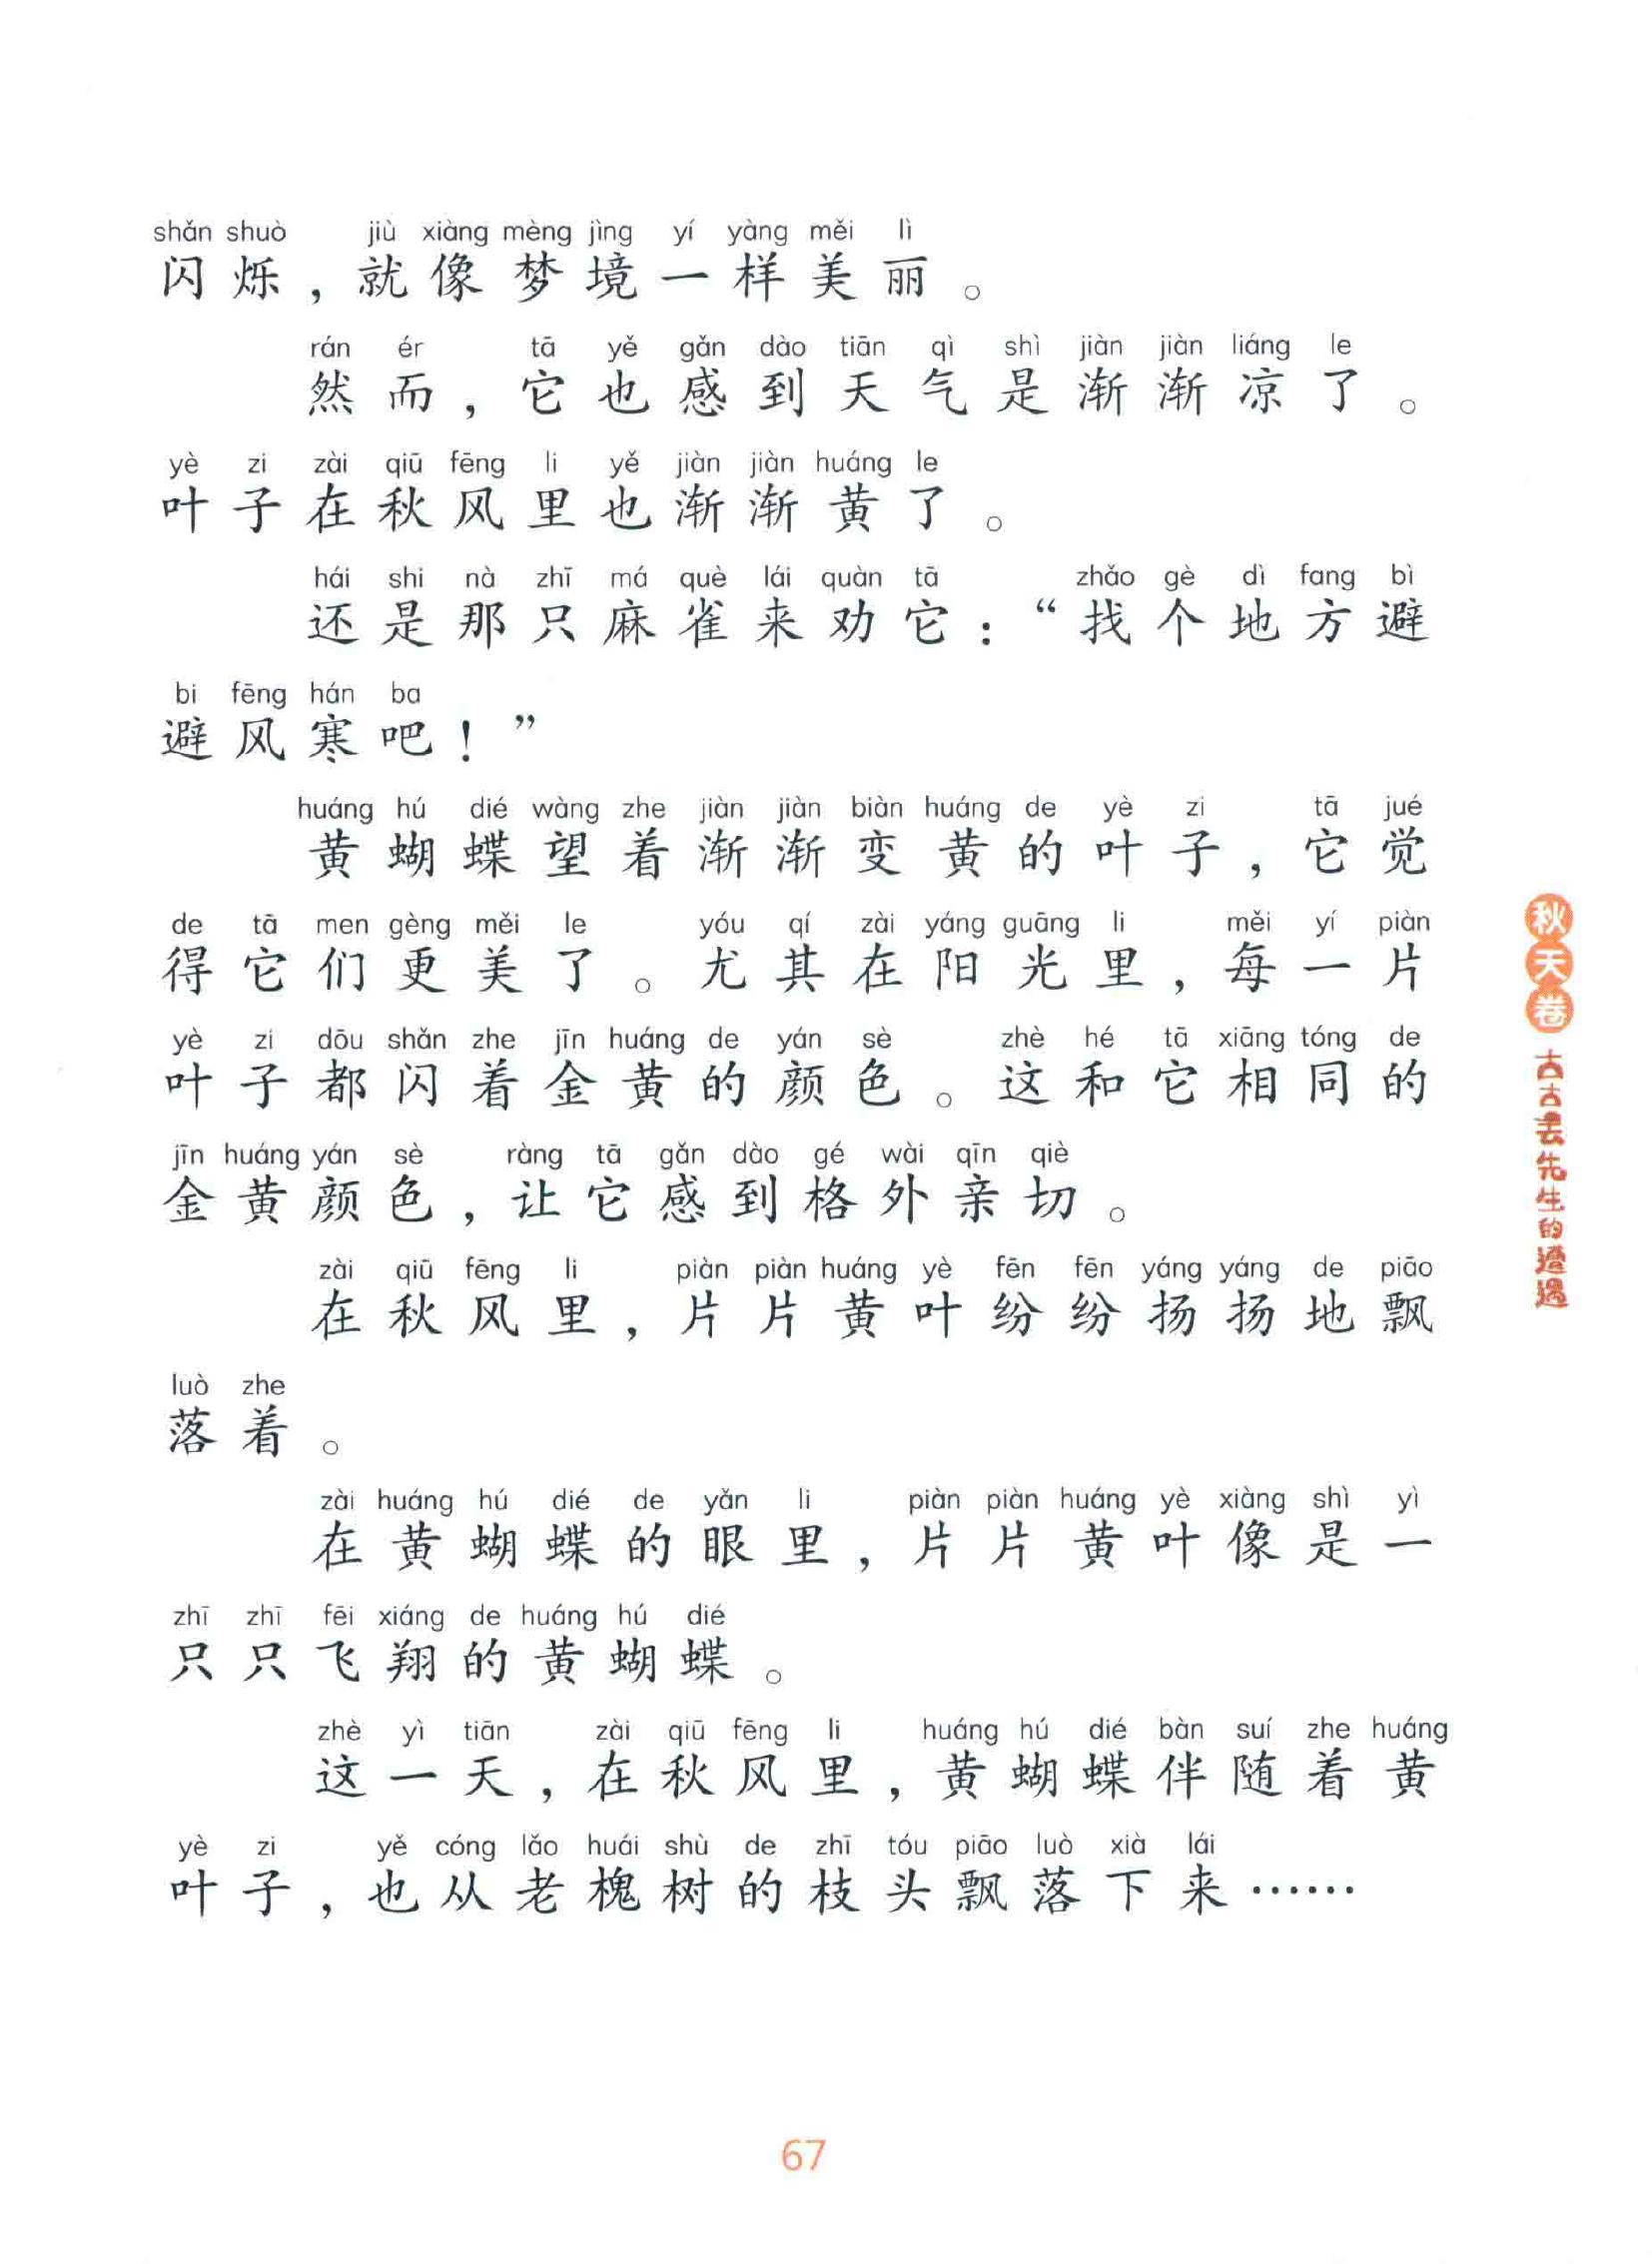 shǎn shuò jiù xiàng mèng jìng yí yàng měi lì
闪烁，就像梦境一样美丽。
rán ér tā yě gǎn dào tiān qì shì jiàn jiàn liáng le
然而，它也感到天气是渐渐凉了。
yè zi zài qiū fēng li yě jiàn jiàn huáng le
叶子在秋风里也渐渐黄了。
hái shi nà zhī má què lái quàn tā zhǎo gè dì fang bì
还是那只麻雀来劝它：“找个地方避
bi fēng hán ba
避风寒吧！”
huáng hú dié wàng zhe jiàn jiàn biàn huáng de yè zi tā jué
黄蝴蝶望着渐渐变黄的叶子，它觉
de tā men gèng měi le yóu qí zài yáng guāng li měi yí piàn
得它们更美了。尤其在阳光里，每一片
yè zi dōu shǎn zhe jīn huáng de yán sè zhè hé tā xiāng tóng de
叶子都闪着金黄的颜色。这和它相同的
jīn huáng yán sè ràng tā gǎn dào gé wài qīn qiè
金黄颜色，让它感到格外亲切。
zài qiū fēng li piàn piàn huáng yè fēn fēn yáng yáng de piāo
在秋风里，片片黄叶纷纷扬扬地飘
luò zhe
落着。
zài huáng hú dié de yǎn li piàn piàn huáng yè xiàng shì yì
在黄蝴蝶的眼里，片片黄叶像是一
zhī zhī fēi xiáng de huáng hú dié
只只飞翔的黄蝴蝶。
zhè yì tiān zài qiū fēng li huáng hú dié bàn suí zhe huáng
这一天，在秋风里，黄蝴蝶伴随着黄
yè zi yě cóng lǎo huái shù de zhī tóu piāo luò xià lái
叶子，也从老槐树的枝头飘落下来……
秋天卷
古古丢先生的遭遇
67